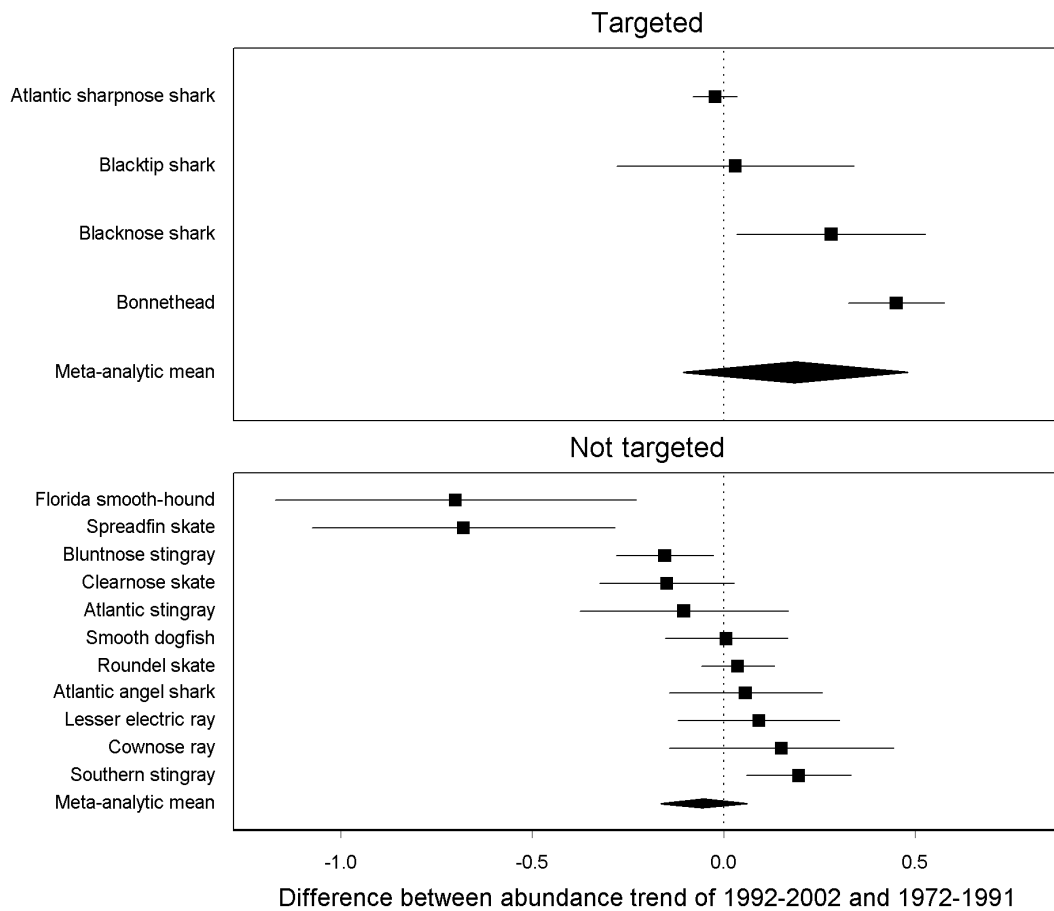 Targeted
Atlantic sharpnose shark
Blacktip shark
Blacknose shark
Bonnethead
Meta-analytic mean
Not targeted
Florida smooth-hound
Spreadfin skate
Bluntnose stingray
Clearnose skate
Atlantic stingray
Smooth dogfish
Roundel skate
Atlantic angel shark
Lesser electric ray
Cownose ray
Southern stingray
Meta-analytic mean
-1.0 -0.5 0.0 0.5
Difference between abundance trend of 1992-2002 and 1972-1991